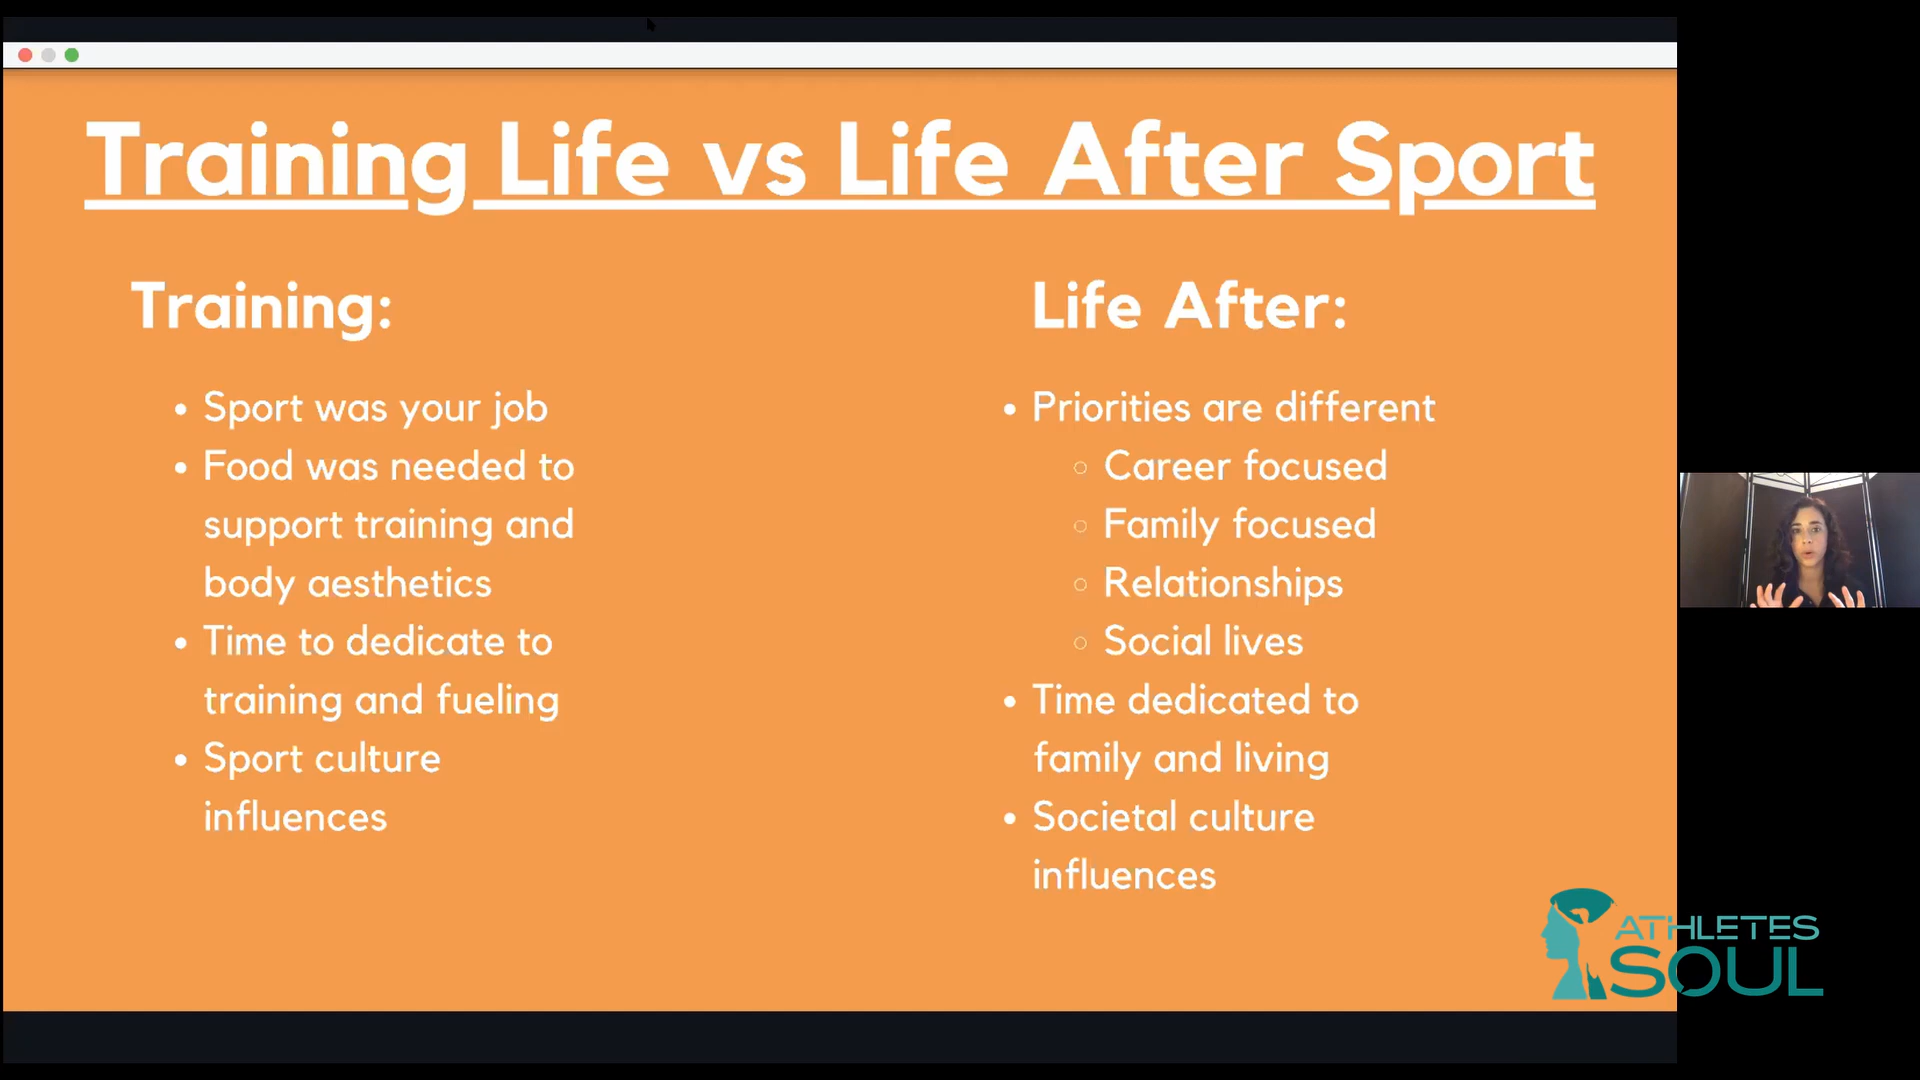 Training Life vs Life After Sport
Training:
• Sport was your job
• Food was needed to
support training and
body aesthetics
• Time to dedicate to
training and fueling
• Sport culture
influences
Life After:
• Priorities are different
○ Career focused
○ Family focused
○ Relationships
○ Social lives
• Time dedicated to
family and living
• Societal culture
influences
ATHLETES
SOUL